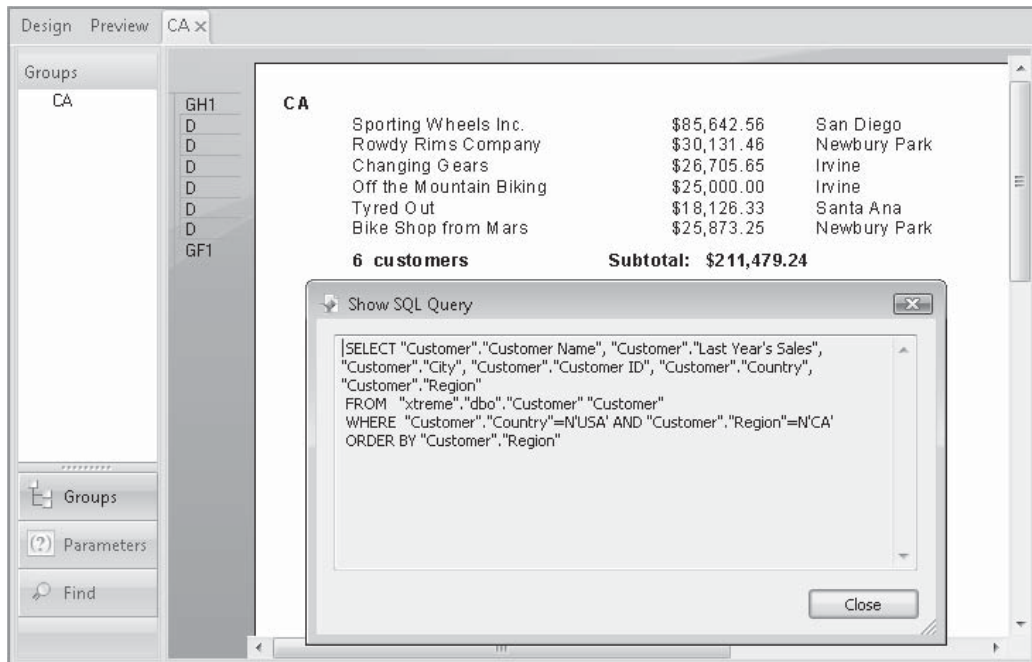 Design Preview CA X
Groups
CA
GH1
D
D
D
D
D
D
GF1
CA
Sporting Wheels Inc. $85,642.56 San Diego
Rowdy Rims Company $30,131.46 Newbury Park
Changing Gears $26,705.65 Irvine
Off the Mountain Biking $25,000.00 Irvine
Tyred Out $18,126.33 Santa Ana
Bike Shop from Mars $25,873.25 Newbury Park
6 customers Subtotal: $211,479.24
Show SQL Query
SELECT "Customer"."Customer Name", "Customer"."Last Year's Sales",
"Customer"."City", "Customer"."Customer ID", "Customer"."Country",
"Customer"."Region"
FROM "xtreme"."dbo"."Customer" "Customer"
WHERE "Customer"."Country"=N'USA' AND "Customer"."Region"=N'CA'
ORDER BY "Customer"."Region"
Close
Groups
(?) Parameters
Find